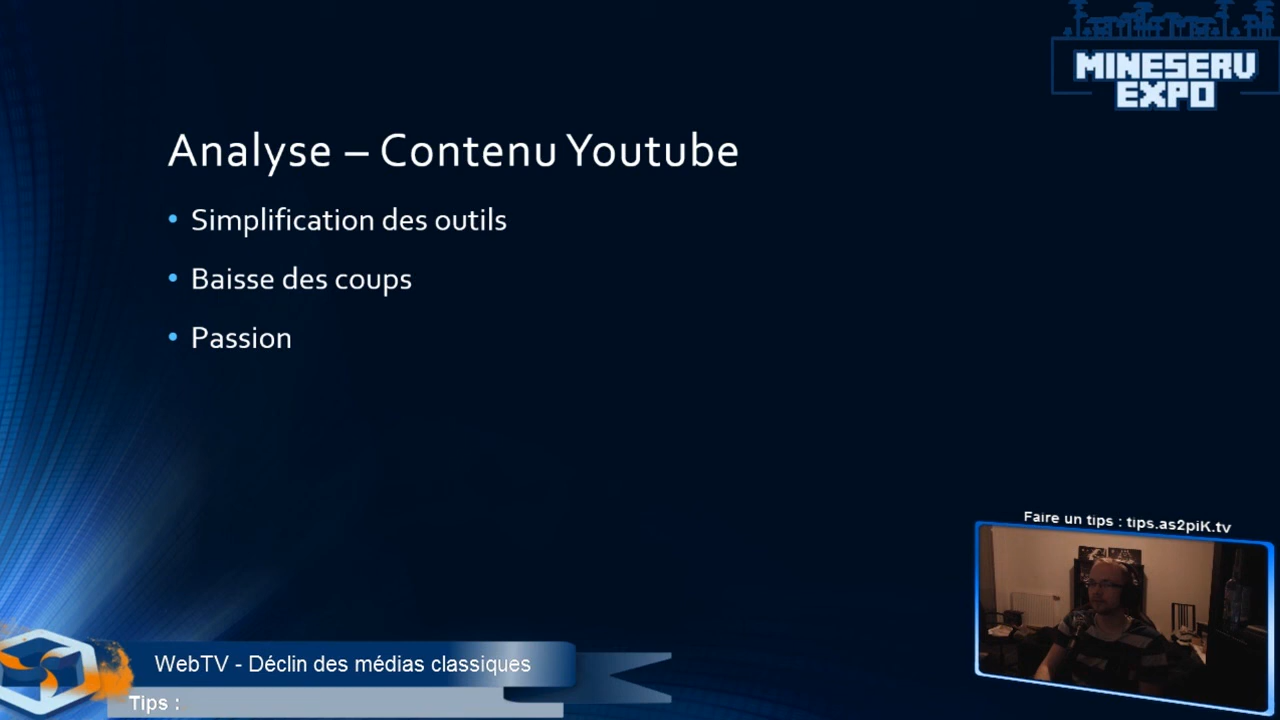 MINESERV
EXPO
Analyse – Contenu Youtube
• Simplification des outils
• Baisse des coups
• Passion
Faire un tips : tips.as2piK.tv
WebTV - Déclin des médias classiques
Tips :